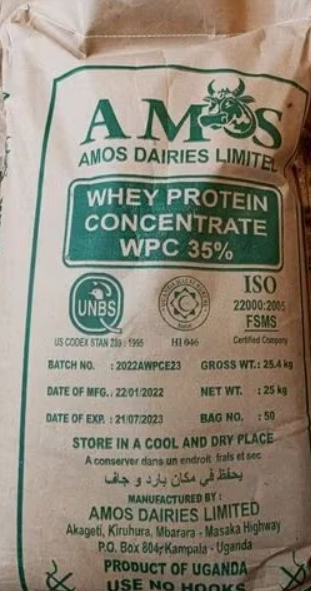 AMOS
AMOS DAIRIES LIMITED
WHEY PROTEIN
CONCENTRATE
WPC 35%
UNBS
US CODEX STAN 289 : 1995
HI 046
ISO
22000:2005
FSMS
Certified Company
BATCH NO. : 2022AWPCE23 GROSS WT.: 25.4 kg
DATE OF MFG.: 22/01/2022 NET WT. : 25 kg
DATE OF EXP. : 21/07/2023 BAG NO. : 50
STORE IN A COOL AND DRY PLACE
A conserver dans un endroit frais et sec
يحفظ في مكان بارد و جاف
MANUFACTURED BY :
AMOS DAIRIES LIMITED
Akageti, Kiruhura, Mbarara - Masaka Highway
P.O. Box 804, Kampala - Uganda
PRODUCT OF UGANDA
USE NO HOOKS